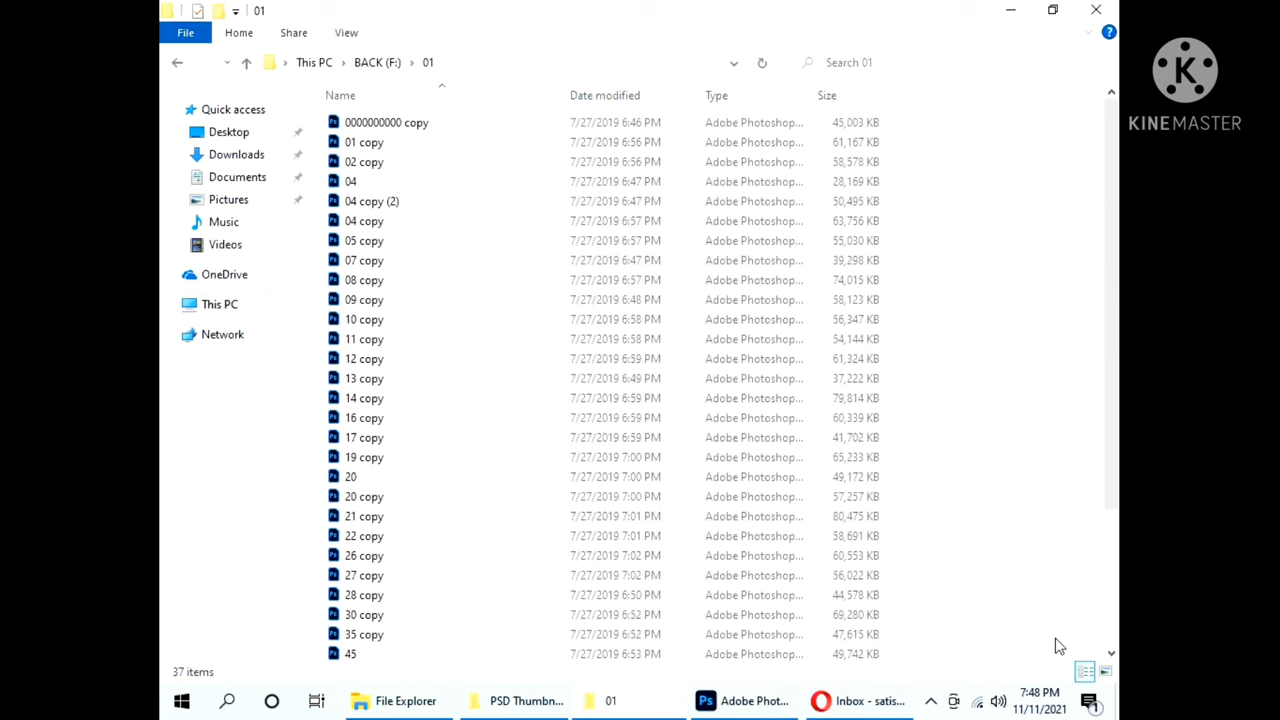 01
File Home Share View
This PC BACK (F:) 01 Search 01
Name Date modified Type Size
Quick access
Desktop
Downloads
Documents
Pictures
Music
Videos
OneDrive
This PC
Network
0000000000 copy 7/27/2019 6:46 PM Adobe Photoshop... 45,003 KB
01 copy 7/27/2019 6:56 PM Adobe Photoshop... 61,167 KB
02 copy 7/27/2019 6:56 PM Adobe Photoshop... 58,578 KB
04 7/27/2019 6:47 PM Adobe Photoshop... 28,169 KB
04 copy (2) 7/27/2019 6:47 PM Adobe Photoshop... 50,495 KB
04 copy 7/27/2019 6:57 PM Adobe Photoshop... 63,756 KB
05 copy 7/27/2019 6:57 PM Adobe Photoshop... 55,030 KB
07 copy 7/27/2019 6:47 PM Adobe Photoshop... 39,298 KB
08 copy 7/27/2019 6:57 PM Adobe Photoshop... 74,015 KB
09 copy 7/27/2019 6:48 PM Adobe Photoshop... 58,123 KB
10 copy 7/27/2019 6:58 PM Adobe Photoshop... 56,347 KB
11 copy 7/27/2019 6:58 PM Adobe Photoshop... 54,144 KB
12 copy 7/27/2019 6:59 PM Adobe Photoshop... 61,324 KB
13 copy 7/27/2019 6:49 PM Adobe Photoshop... 37,222 KB
14 copy 7/27/2019 6:59 PM Adobe Photoshop... 79,814 KB
16 copy 7/27/2019 6:59 PM Adobe Photoshop... 60,339 KB
17 copy 7/27/2019 6:59 PM Adobe Photoshop... 41,702 KB
19 copy 7/27/2019 7:00 PM Adobe Photoshop... 65,233 KB
20 7/27/2019 7:00 PM Adobe Photoshop... 49,172 KB
20 copy 7/27/2019 7:00 PM Adobe Photoshop... 57,257 KB
21 copy 7/27/2019 7:01 PM Adobe Photoshop... 80,475 KB
22 copy 7/27/2019 7:01 PM Adobe Photoshop... 58,691 KB
26 copy 7/27/2019 7:02 PM Adobe Photoshop... 60,553 KB
27 copy 7/27/2019 7:02 PM Adobe Photoshop... 56,022 KB
28 copy 7/27/2019 6:50 PM Adobe Photoshop... 44,578 KB
30 copy 7/27/2019 6:52 PM Adobe Photoshop... 69,280 KB
35 copy 7/27/2019 6:52 PM Adobe Photoshop... 47,615 KB
45 7/27/2019 6:53 PM Adobe Photoshop... 49,742 KB
37 items
File Explorer PSD Thumbn... 01 Ps Adobe Phot... Inbox - satis... 7:48 PM
11/11/2021 1
K
KINEMASTER